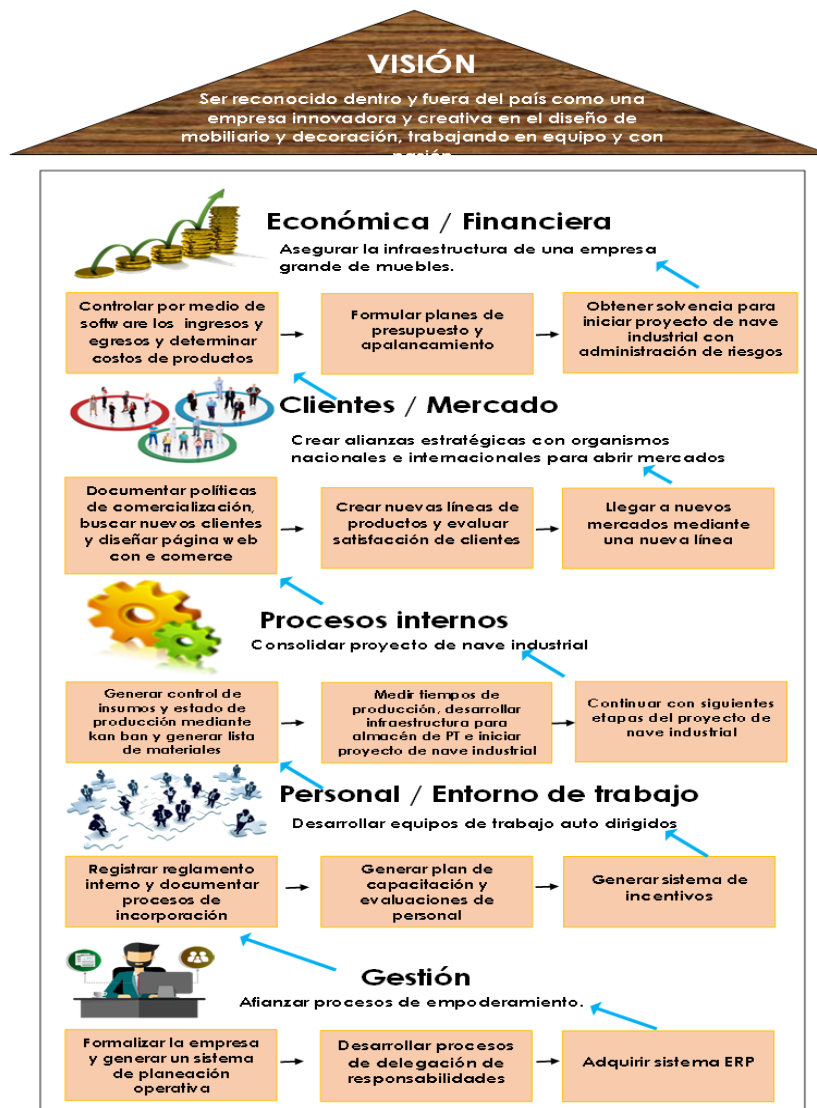 VISIÓN
Ser reconocido dentro y fuera del país como una
empresa innovadora y creativa en el diseño de
mobiliario y decoración, trabajando en equipo y con
Económica / Financiera
Asegurar la infraestructura de una empresa
grande de muebles.
Controlar por medio de
software los ingresos y
egresos y determinar
costos de productos
Formular planes de
presupuesto y
apalancamiento
Obtener solvencia para
iniciar proyecto de nave
industrial con
administración de riesgos
Clientes / Mercado
Crear alianzas estratégicas con organismos
nacionales e internacionales para abrir mercados
Documentar políticas
de comercialización,
buscar nuevos clientes
y diseñar página web
con e comerce
Crear nuevas líneas de
productos y evaluar
satisfacción de clientes
Llegar a nuevos
mercados mediante
una nueva línea
Procesos internos
Consolidar proyecto de nave industrial
Generar control de
insumos y estado de
producción mediante
kan ban y generar lista
de materiales
Medir tiempos de
producción, desarrollar
infraestructura para
almacén de PT e iniciar
proyecto de nave industrial
Continuar con siguientes
etapas del proyecto de
nave industrial
Personal / Entorno de trabajo
Desarrollar equipos de trabajo auto dirigidos
Registrar reglamento
interno y documentar
procesos de
incorporación
Generar plan de
capacitación y
evaluaciones de
personal
Generar sistema de
incentivos
Gestión
Afianzar procesos de empoderamiento.
Formalizar la empresa
y generar un sistema
de planeación
operativa
Desarrollar procesos
de delegación de
responsabilidades
Adquirir sistema ERP